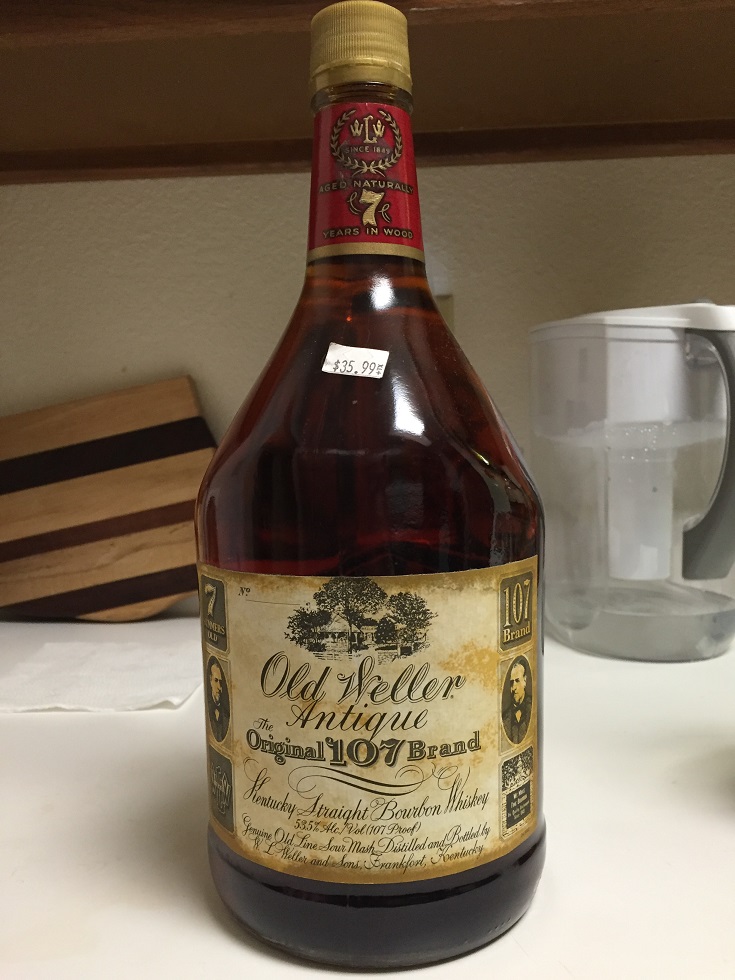 W L W
SINCE 1849
AGED NATURALLY
7
YEARS IN WOOD
$35.99
Nº
7
SUMMERS
OLD
107
Brand
Old Weller
Antique
The
Original 107 Brand
Kentucky Straight Bourbon Whiskey
53.5% Alc/Vol (107 Proof)
Genuine Old Line Sour Mash, Distilled and Bottled by
W. L. Weller and Sons, Frankfort, Kentucky